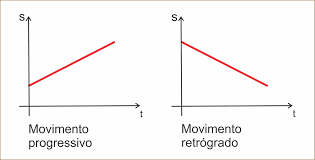 s
t
Movimento
progressivo
s
t
Movimento
retrógrado